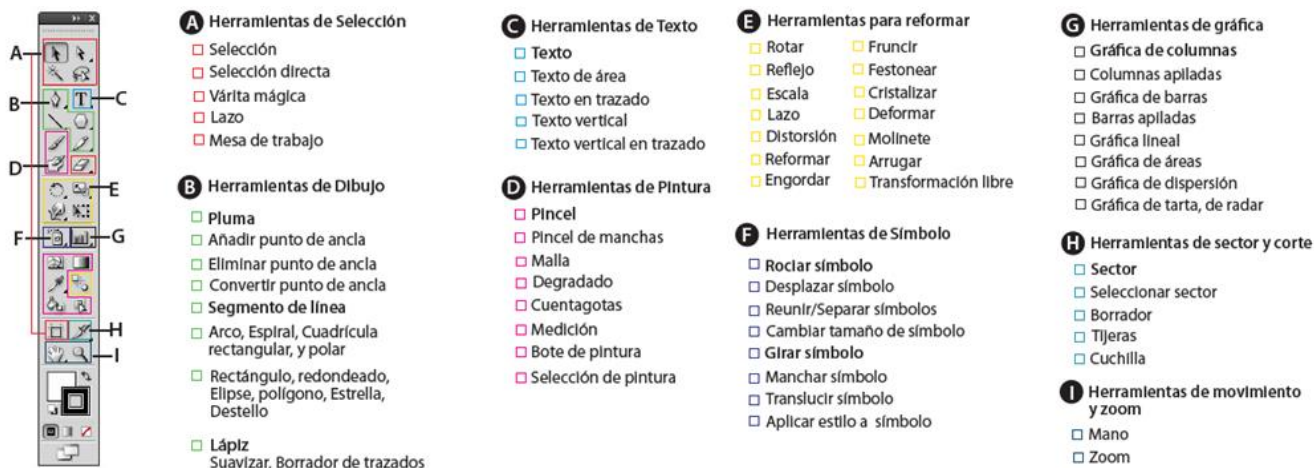 A
B
C
D
E
F
G
H
I
T
A Herramientas de Selección
Selección
Selección directa
Várita mágica
Lazo
Mesa de trabajo
B Herramientas de Dibujo
Pluma
Añadir punto de ancla
Eliminar punto de ancla
Convertir punto de ancla
Segmento de línea
Arco, Espiral, Cuadrícula
rectangular, y polar
Rectángulo, redondeado,
Elipse, polígono, Estrella,
Destello
Lápiz
Suavizar, Borrador de trazados
C Herramientas de Texto
Texto
Texto de área
Texto en trazado
Texto vertical
Texto vertical en trazado
D Herramientas de Pintura
Pincel
Pincel de manchas
Malla
Degradado
Cuentagotas
Medición
Bote de pintura
Selección de pintura
E Herramientas para reformar
Rotar
Reflejo
Escala
Lazo
Distorsión
Reformar
Engordar
Fruncir
Festonear
Cristalizar
Deformar
Molinete
Arrugar
Transformación libre
F Herramientas de Símbolo
Rociar símbolo
Desplazar símbolo
Reunir/Separar símbolos
Cambiar tamaño de símbolo
Girar símbolo
Manchar símbolo
Translucir símbolo
Aplicar estilo a símbolo
G Herramientas de gráfica
Gráfica de columnas
Columnas apiladas
Gráfica de barras
Barras apiladas
Gráfica lineal
Gráfica de áreas
Gráfica de dispersión
Gráfica de tarta, de radar
H Herramientas de sector y corte
Sector
Seleccionar sector
Borrador
Tijeras
Cuchilla
I Herramientas de movimiento
y zoom
Mano
Zoom